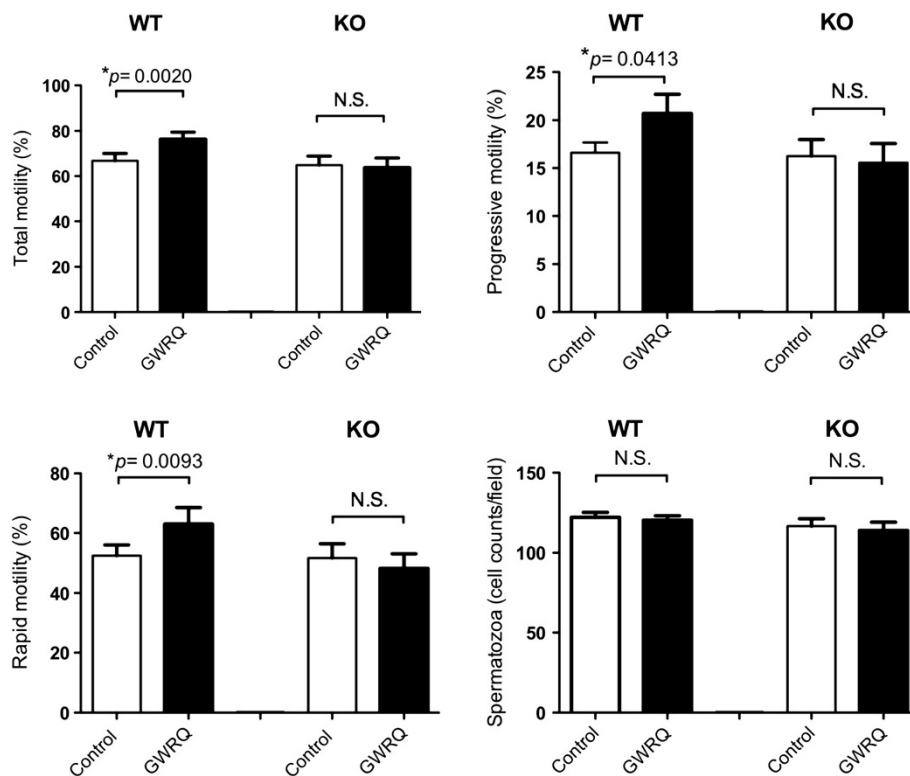 WT KO
*p= 0.0020
N.S.
Total motility (%)
100
80
60
40
20
0
Control GWRQ Control GWRQ
WT KO
*p= 0.0413
N.S.
Progressive motility (%)
25
20
15
10
5
0
Control GWRQ Control GWRQ
WT KO
*p= 0.0093
N.S.
Rapid motility (%)
80
60
40
20
0
Control GWRQ Control GWRQ
WT KO
N.S. N.S.
Spermatozoa (cell counts/field)
150
100
50
0
Control GWRQ Control GWRQ